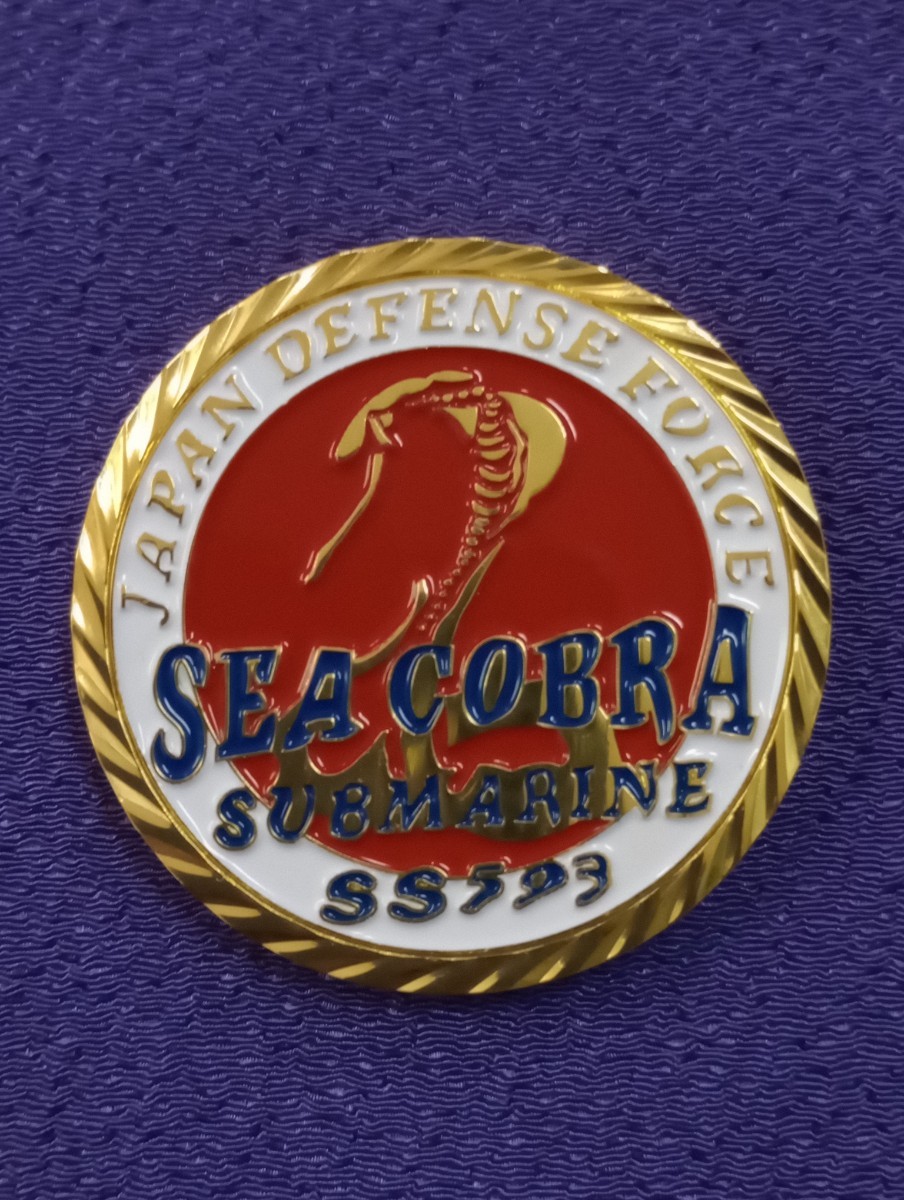 JAPAN DEFENSE FORCE
SEA COBRA
SUBMARINE
SS593